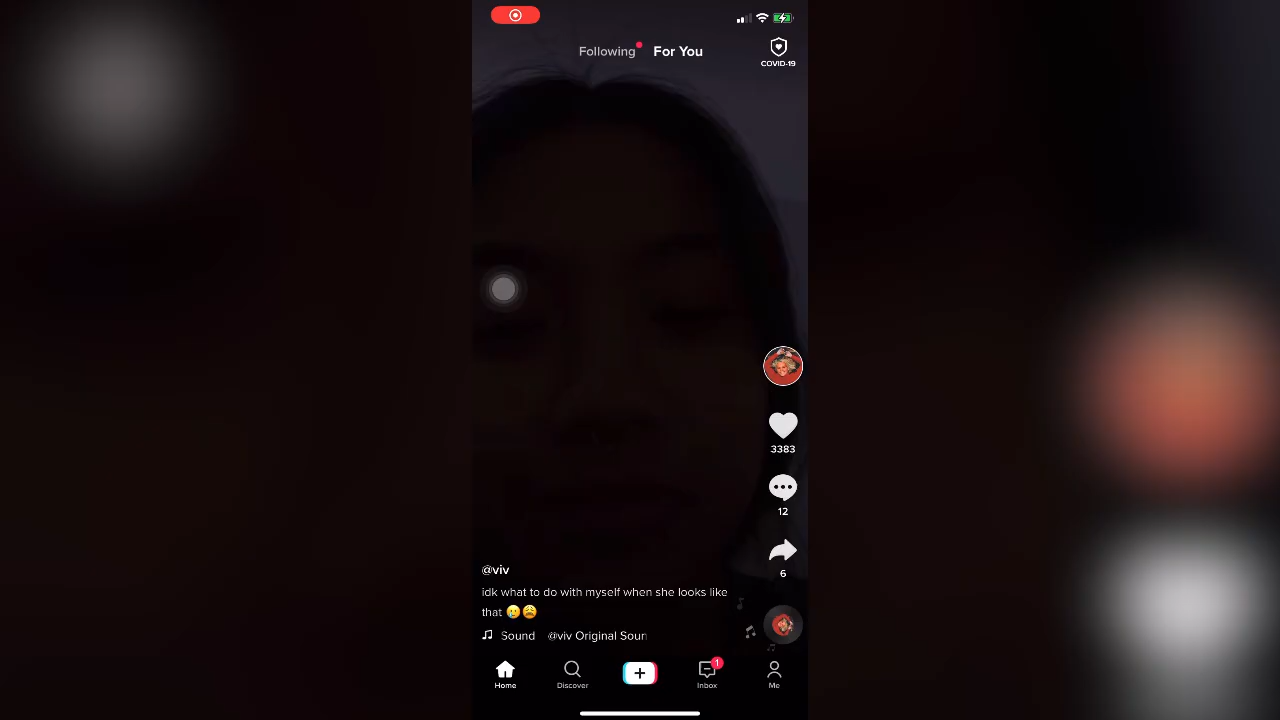 Following For You
COVID-19
3383
12
6
@viv
idk what to do with myself when she looks like
that 🥲😩
Sound @viv Original Soun
1
Home Discover Inbox Me